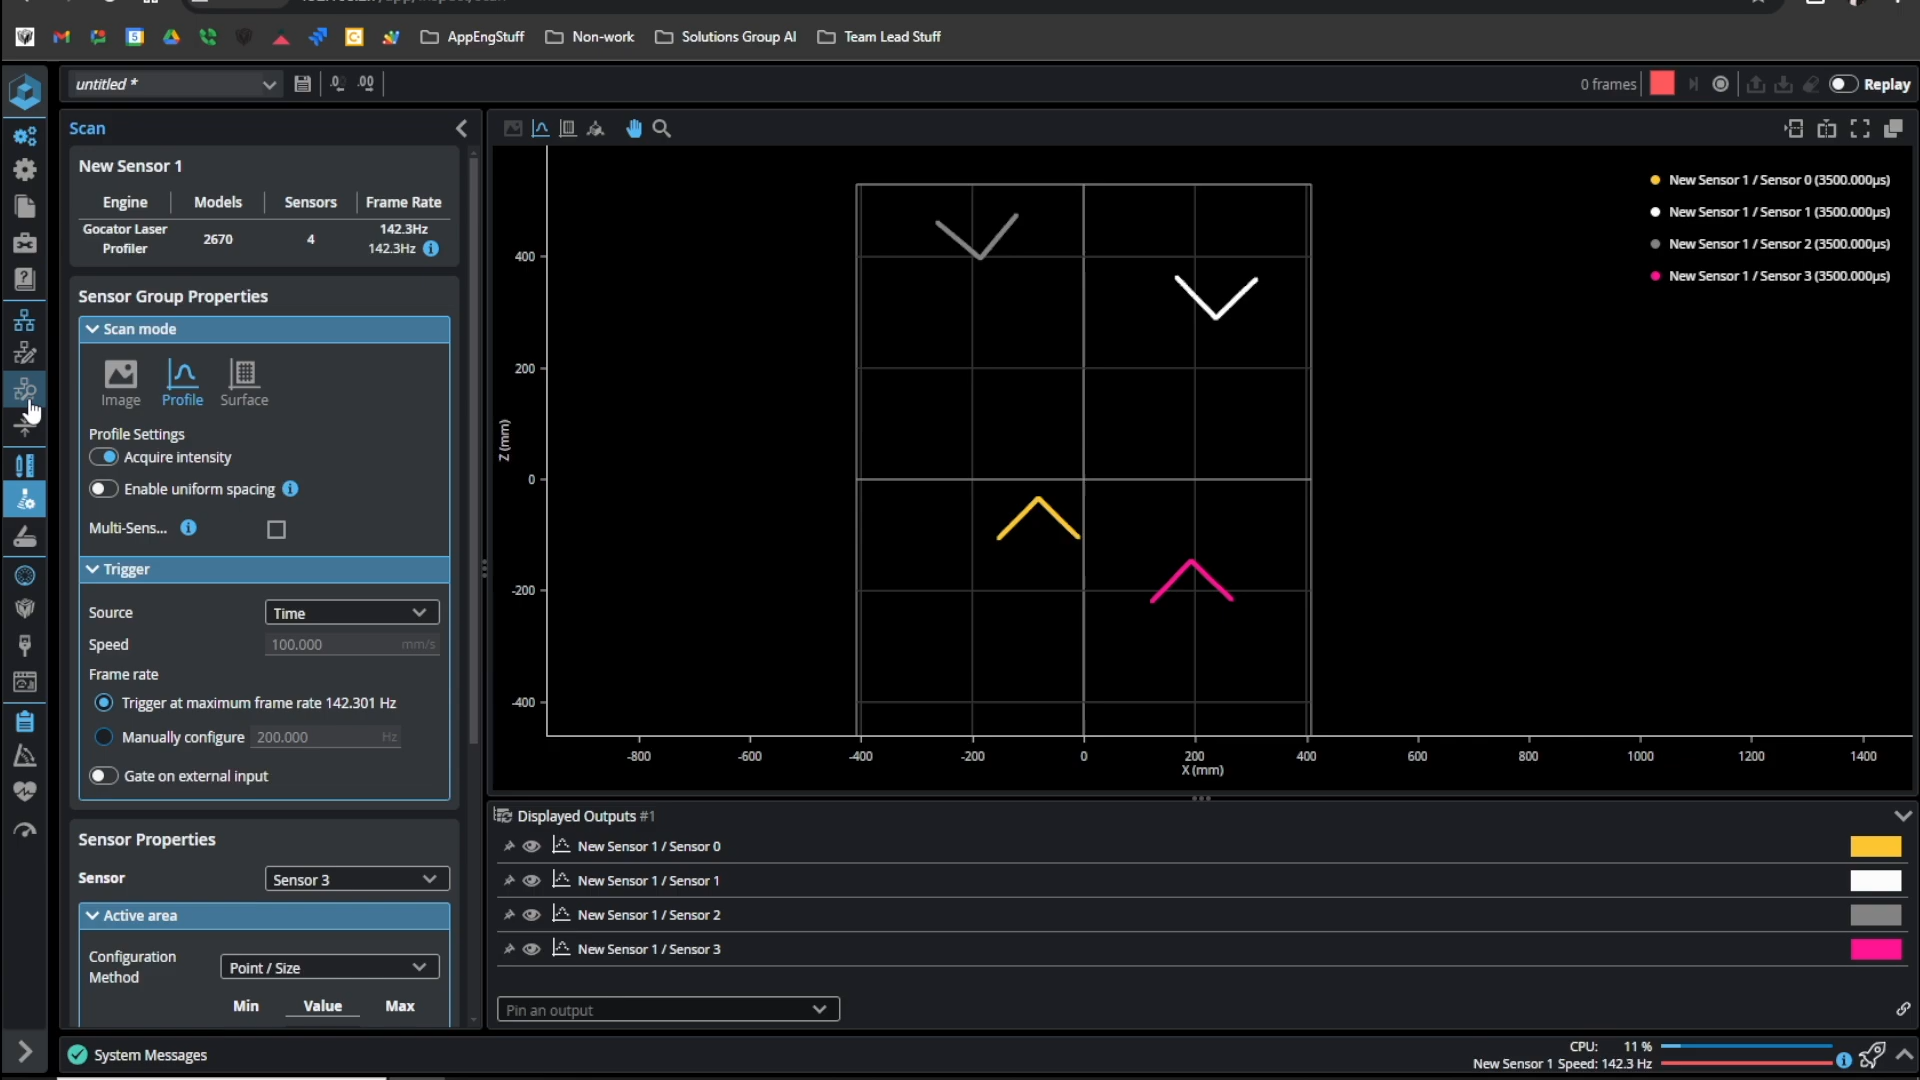 AppEngStuff
Non-work
Solutions Group AI
Team Lead Stuff
untitled *
0 frames
Replay
Scan
New Sensor 1
Engine Models Sensors Frame Rate
Gocator Laser Profiler 2670 4 142.3Hz
142.3Hz
Sensor Group Properties
Scan mode
Image Profile Surface
Profile Settings
Acquire intensity
Enable uniform spacing
Multi-Sens...
Trigger
Source Time
Speed 100.000 mm/s
Frame rate
Trigger at maximum frame rate 142.301 Hz
Manually configure 200.000 Hz
Gate on external input
Sensor Properties
Sensor Sensor 3
Active area
Configuration Method Point / Size
Min Value Max
New Sensor 1 / Sensor 0 (3500.000µs)
New Sensor 1 / Sensor 1 (3500.000µs)
New Sensor 1 / Sensor 2 (3500.000µs)
New Sensor 1 / Sensor 3 (3500.000µs)
400
200
0
-200
-400
Z (mm)
-800 -600 -400 -200 0 200 400 600 800 1000 1200 1400
X (mm)
Displayed Outputs #1
New Sensor 1 / Sensor 0
New Sensor 1 / Sensor 1
New Sensor 1 / Sensor 2
New Sensor 1 / Sensor 3
Pin an output
System Messages
CPU: 11 %
New Sensor 1 Speed: 142.3 Hz